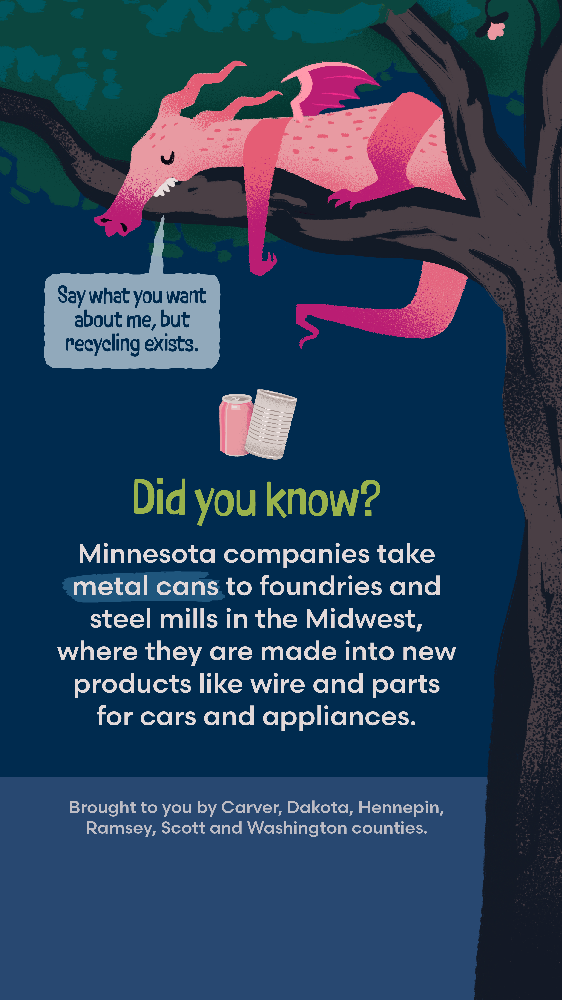 Say what you want
about me, but
recycling exists.
Did you know?
Minnesota companies take
metal cans to foundries and
steel mills in the Midwest,
where they are made into new
products like wire and parts
for cars and appliances.
Brought to you by Carver, Dakota, Hennepin,
Ramsey, Scott and Washington counties.